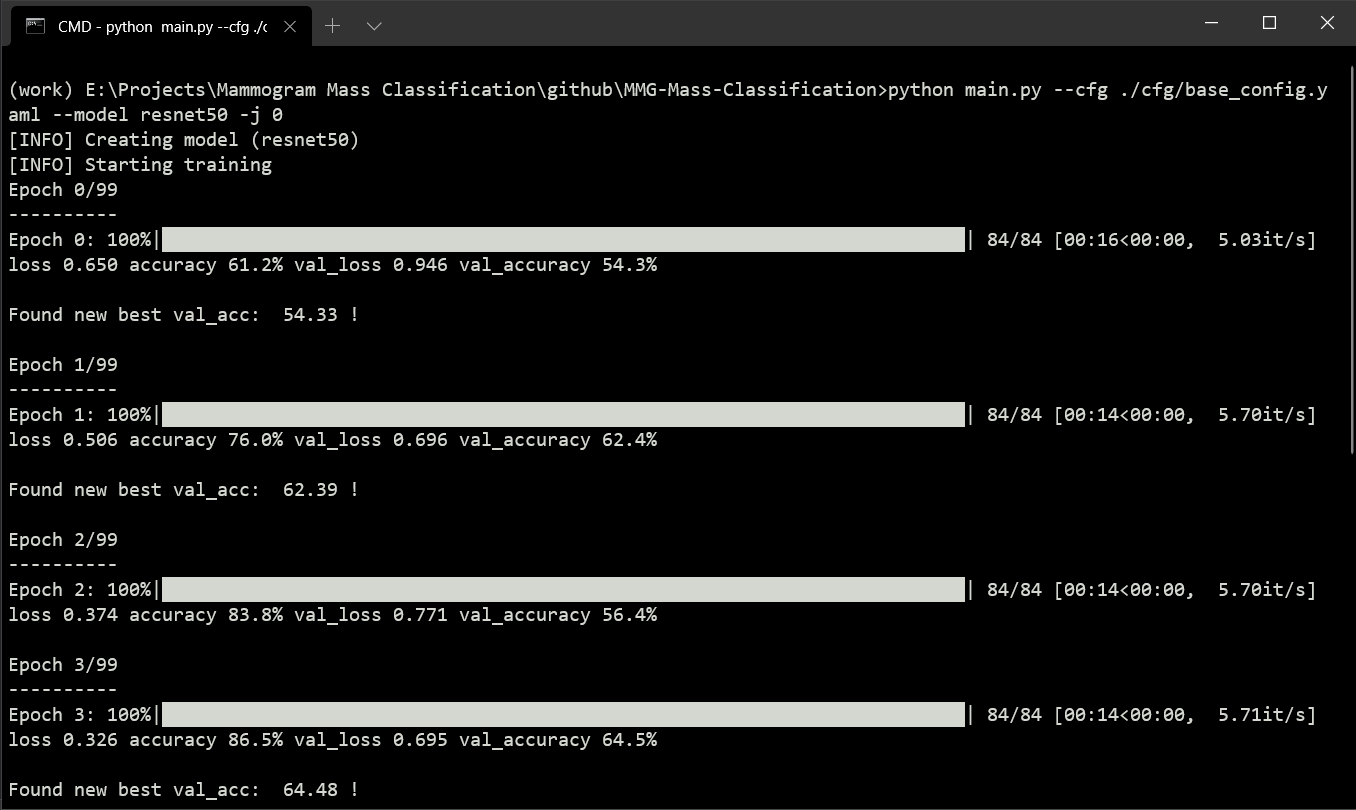 CMD - python  main.py --cfg ./c
(work) E:\Projects\Mammogram Mass Classification\github\MMG-Mass-Classification>python main.py --cfg ./cfg/base_config.y
aml --model resnet50 -j 0
[INFO] Creating model (resnet50)
[INFO] Starting training
Epoch 0/99
----------
Epoch 0: 100%|| 84/84 [00:16<00:00,  5.03it/s]
loss 0.650 accuracy 61.2% val_loss 0.946 val_accuracy 54.3%
Found new best val_acc:  54.33 !
Epoch 1/99
----------
Epoch 1: 100%|| 84/84 [00:14<00:00,  5.70it/s]
loss 0.506 accuracy 76.0% val_loss 0.696 val_accuracy 62.4%
Found new best val_acc:  62.39 !
Epoch 2/99
----------
Epoch 2: 100%|| 84/84 [00:14<00:00,  5.70it/s]
loss 0.374 accuracy 83.8% val_loss 0.771 val_accuracy 56.4%
Epoch 3/99
----------
Epoch 3: 100%|| 84/84 [00:14<00:00,  5.71it/s]
loss 0.326 accuracy 86.5% val_loss 0.695 val_accuracy 64.5%
Found new best val_acc:  64.48 !